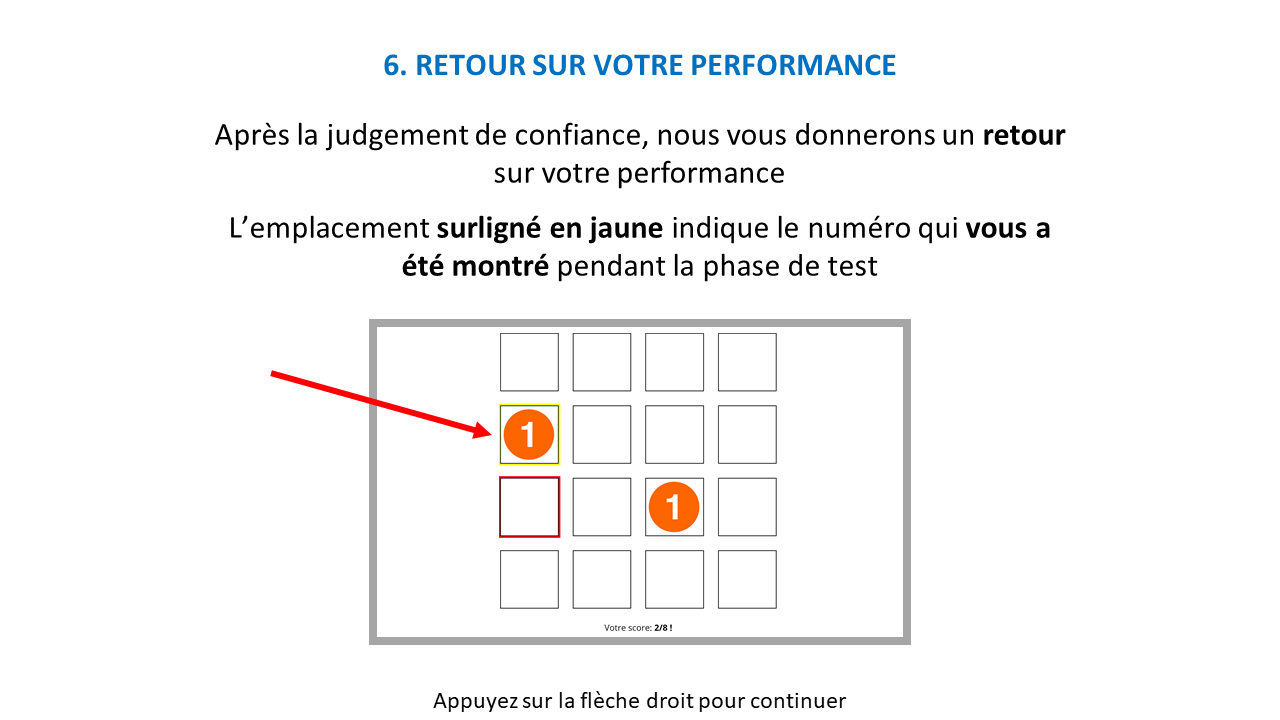 6. RETOUR SUR VOTRE PERFORMANCE
Après la judgement de confiance, nous vous donnerons un retour
sur votre performance
L’emplacement surligné en jaune indique le numéro qui vous a
été montré pendant la phase de test
1
1
Votre score: 2/8 !
Appuyez sur la flèche droit pour continuer